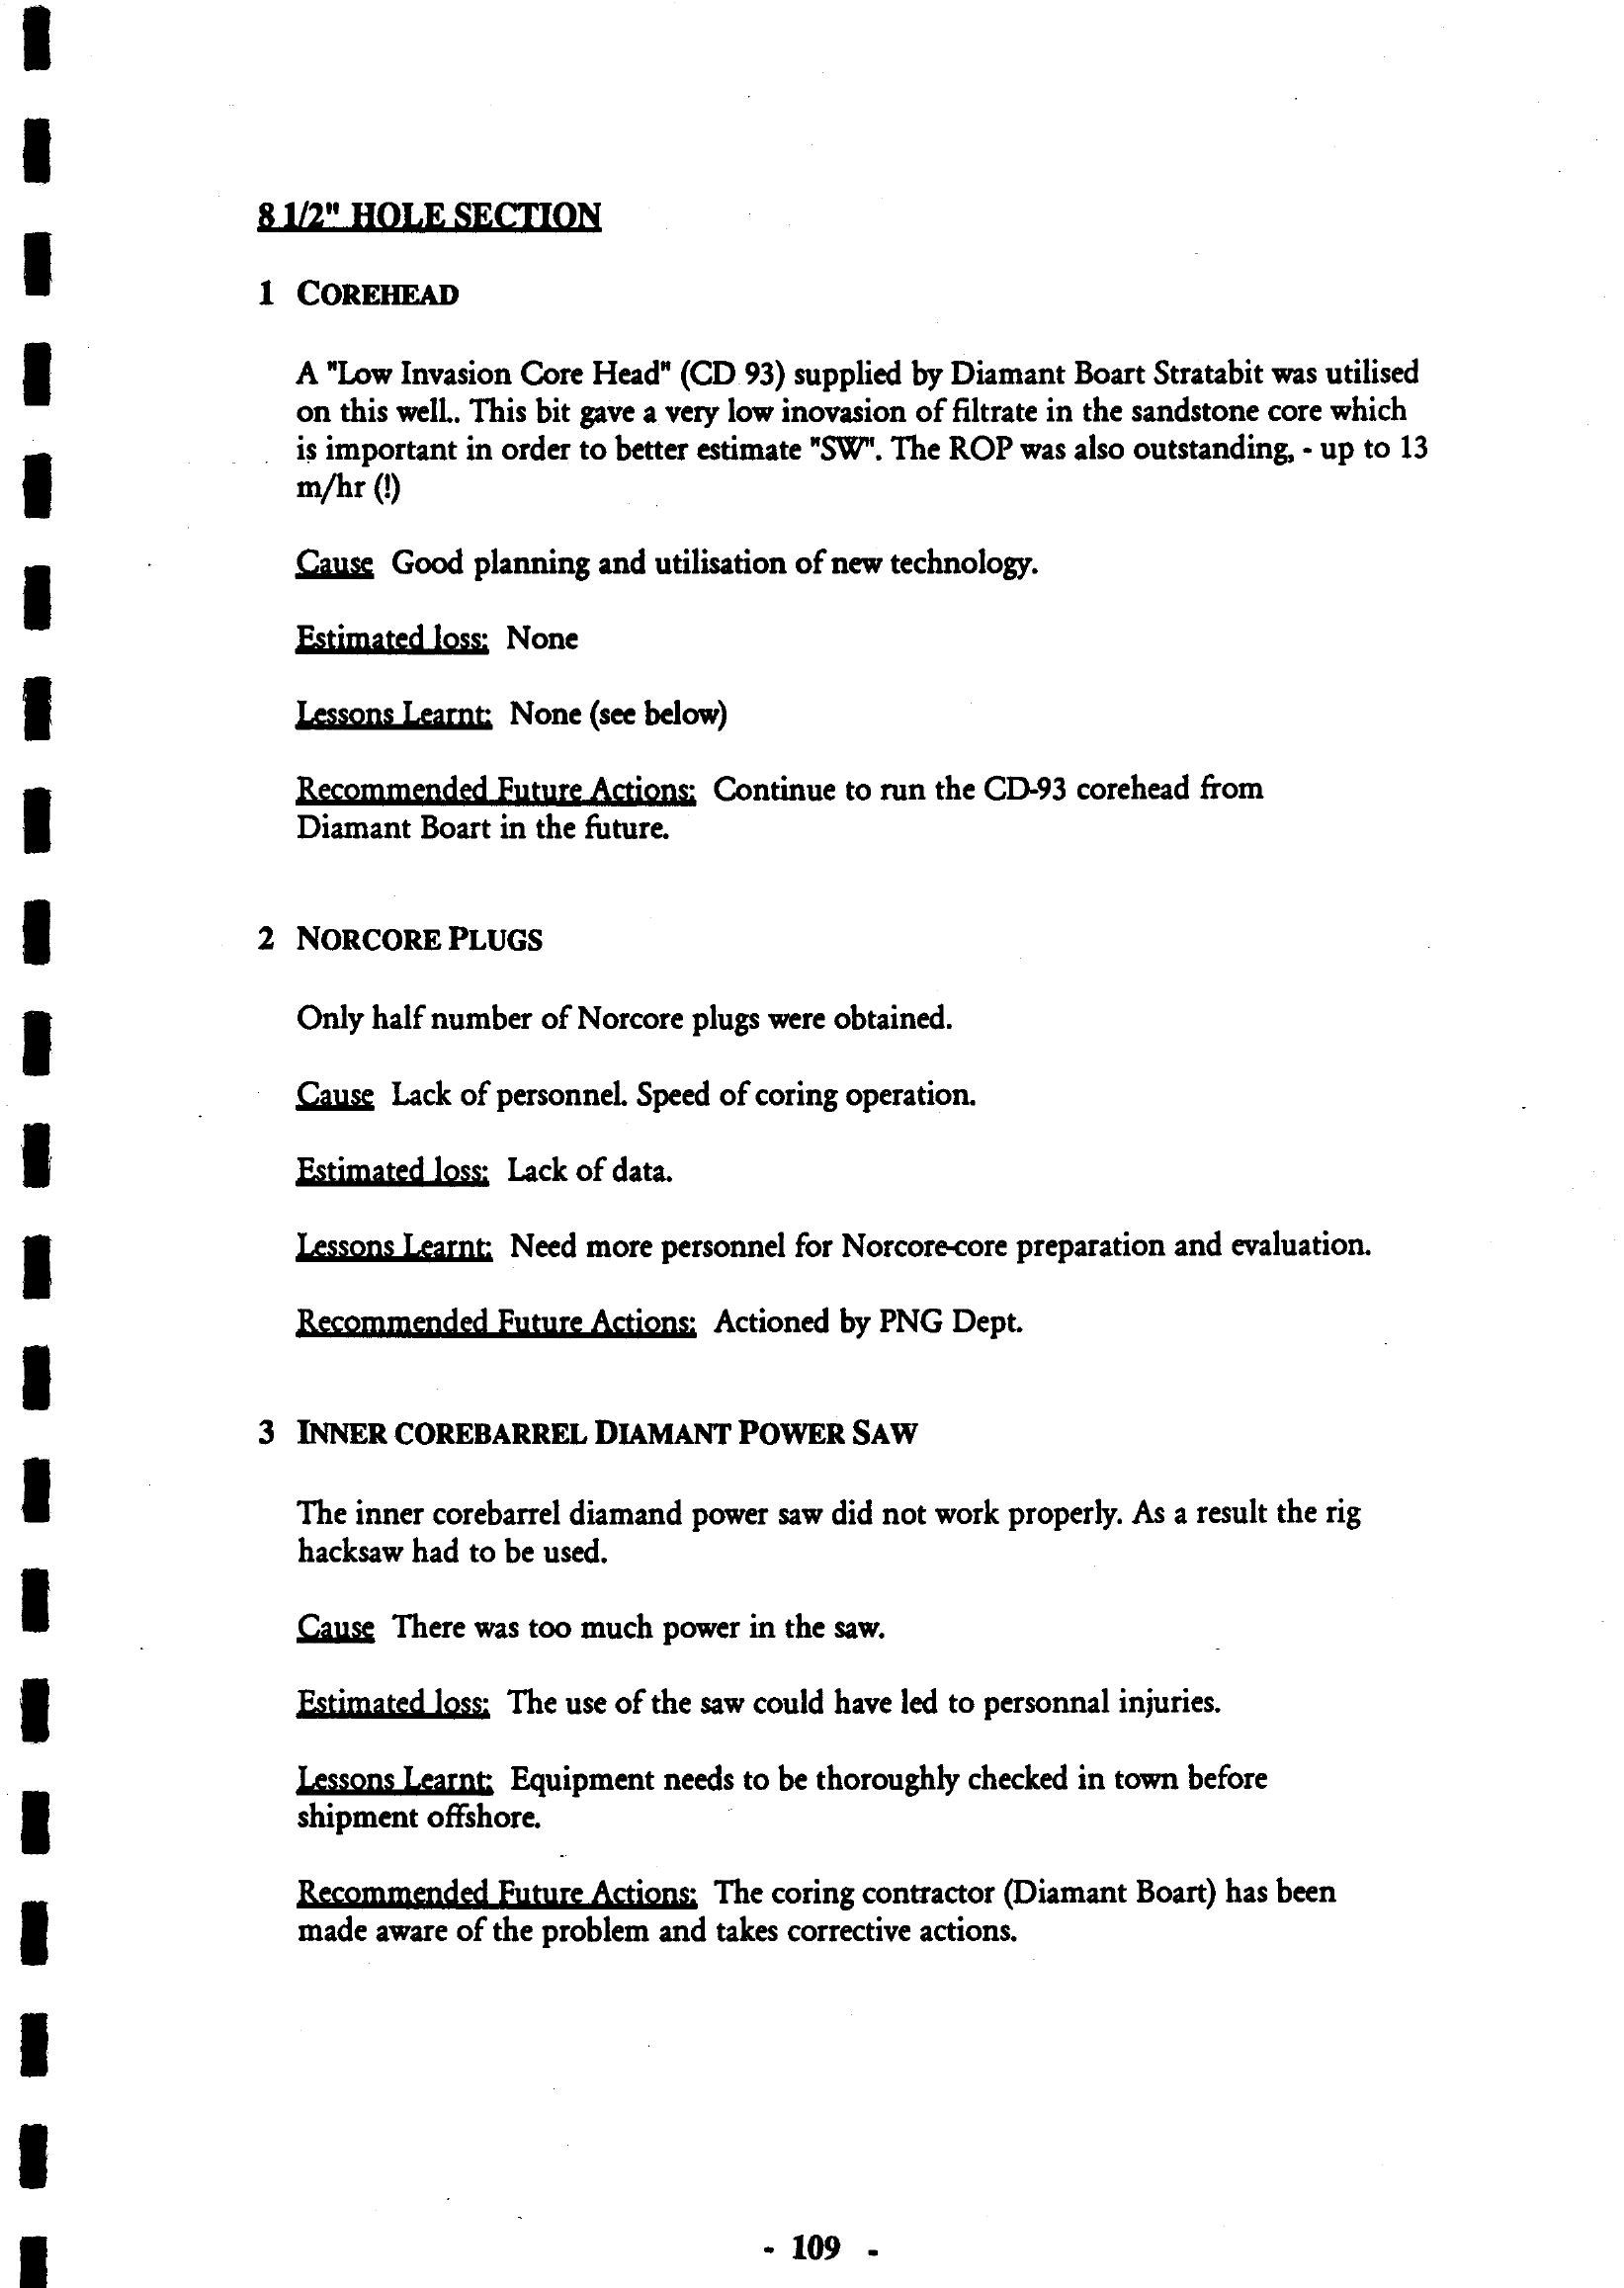 8 1/2" HOLE SECTION
1 COREHEAD
A "Low Invasion Core Head" (CD 93) supplied by Diamant Boart Stratabit was utilised
on this well.. This bit gave a very low inovasion of filtrate in the sandstone core which
is important in order to better estimate "SW". The ROP was also outstanding, - up to 13
m/hr (!)
Cause Good planning and utilisation of new technology.
Estimated loss: None
Lessons Learnt: None (see below)
Recommended Future Actions: Continue to run the CD-93 corehead from
Diamant Boart in the future.
2 NORCORE PLUGS
Only half number of Norcore plugs were obtained.
Cause Lack of personnel. Speed of coring operation.
Estimated loss: Lack of data.
Lessons Learnt: Need more personnel for Norcore-core preparation and evaluation.
Recommended Future Actions: Actioned by PNG Dept.
3 INNER COREBARREL DIAMANT POWER SAW
The inner corebarrel diamand power saw did not work properly. As a result the rig
hacksaw had to be used.
Cause There was too much power in the saw.
Estimated loss: The use of the saw could have led to personnal injuries.
Lessons Learnt: Equipment needs to be thoroughly checked in town before
shipment offshore.
Recommended Future Actions: The coring contractor (Diamant Boart) has been
made aware of the problem and takes corrective actions.
- 109 -